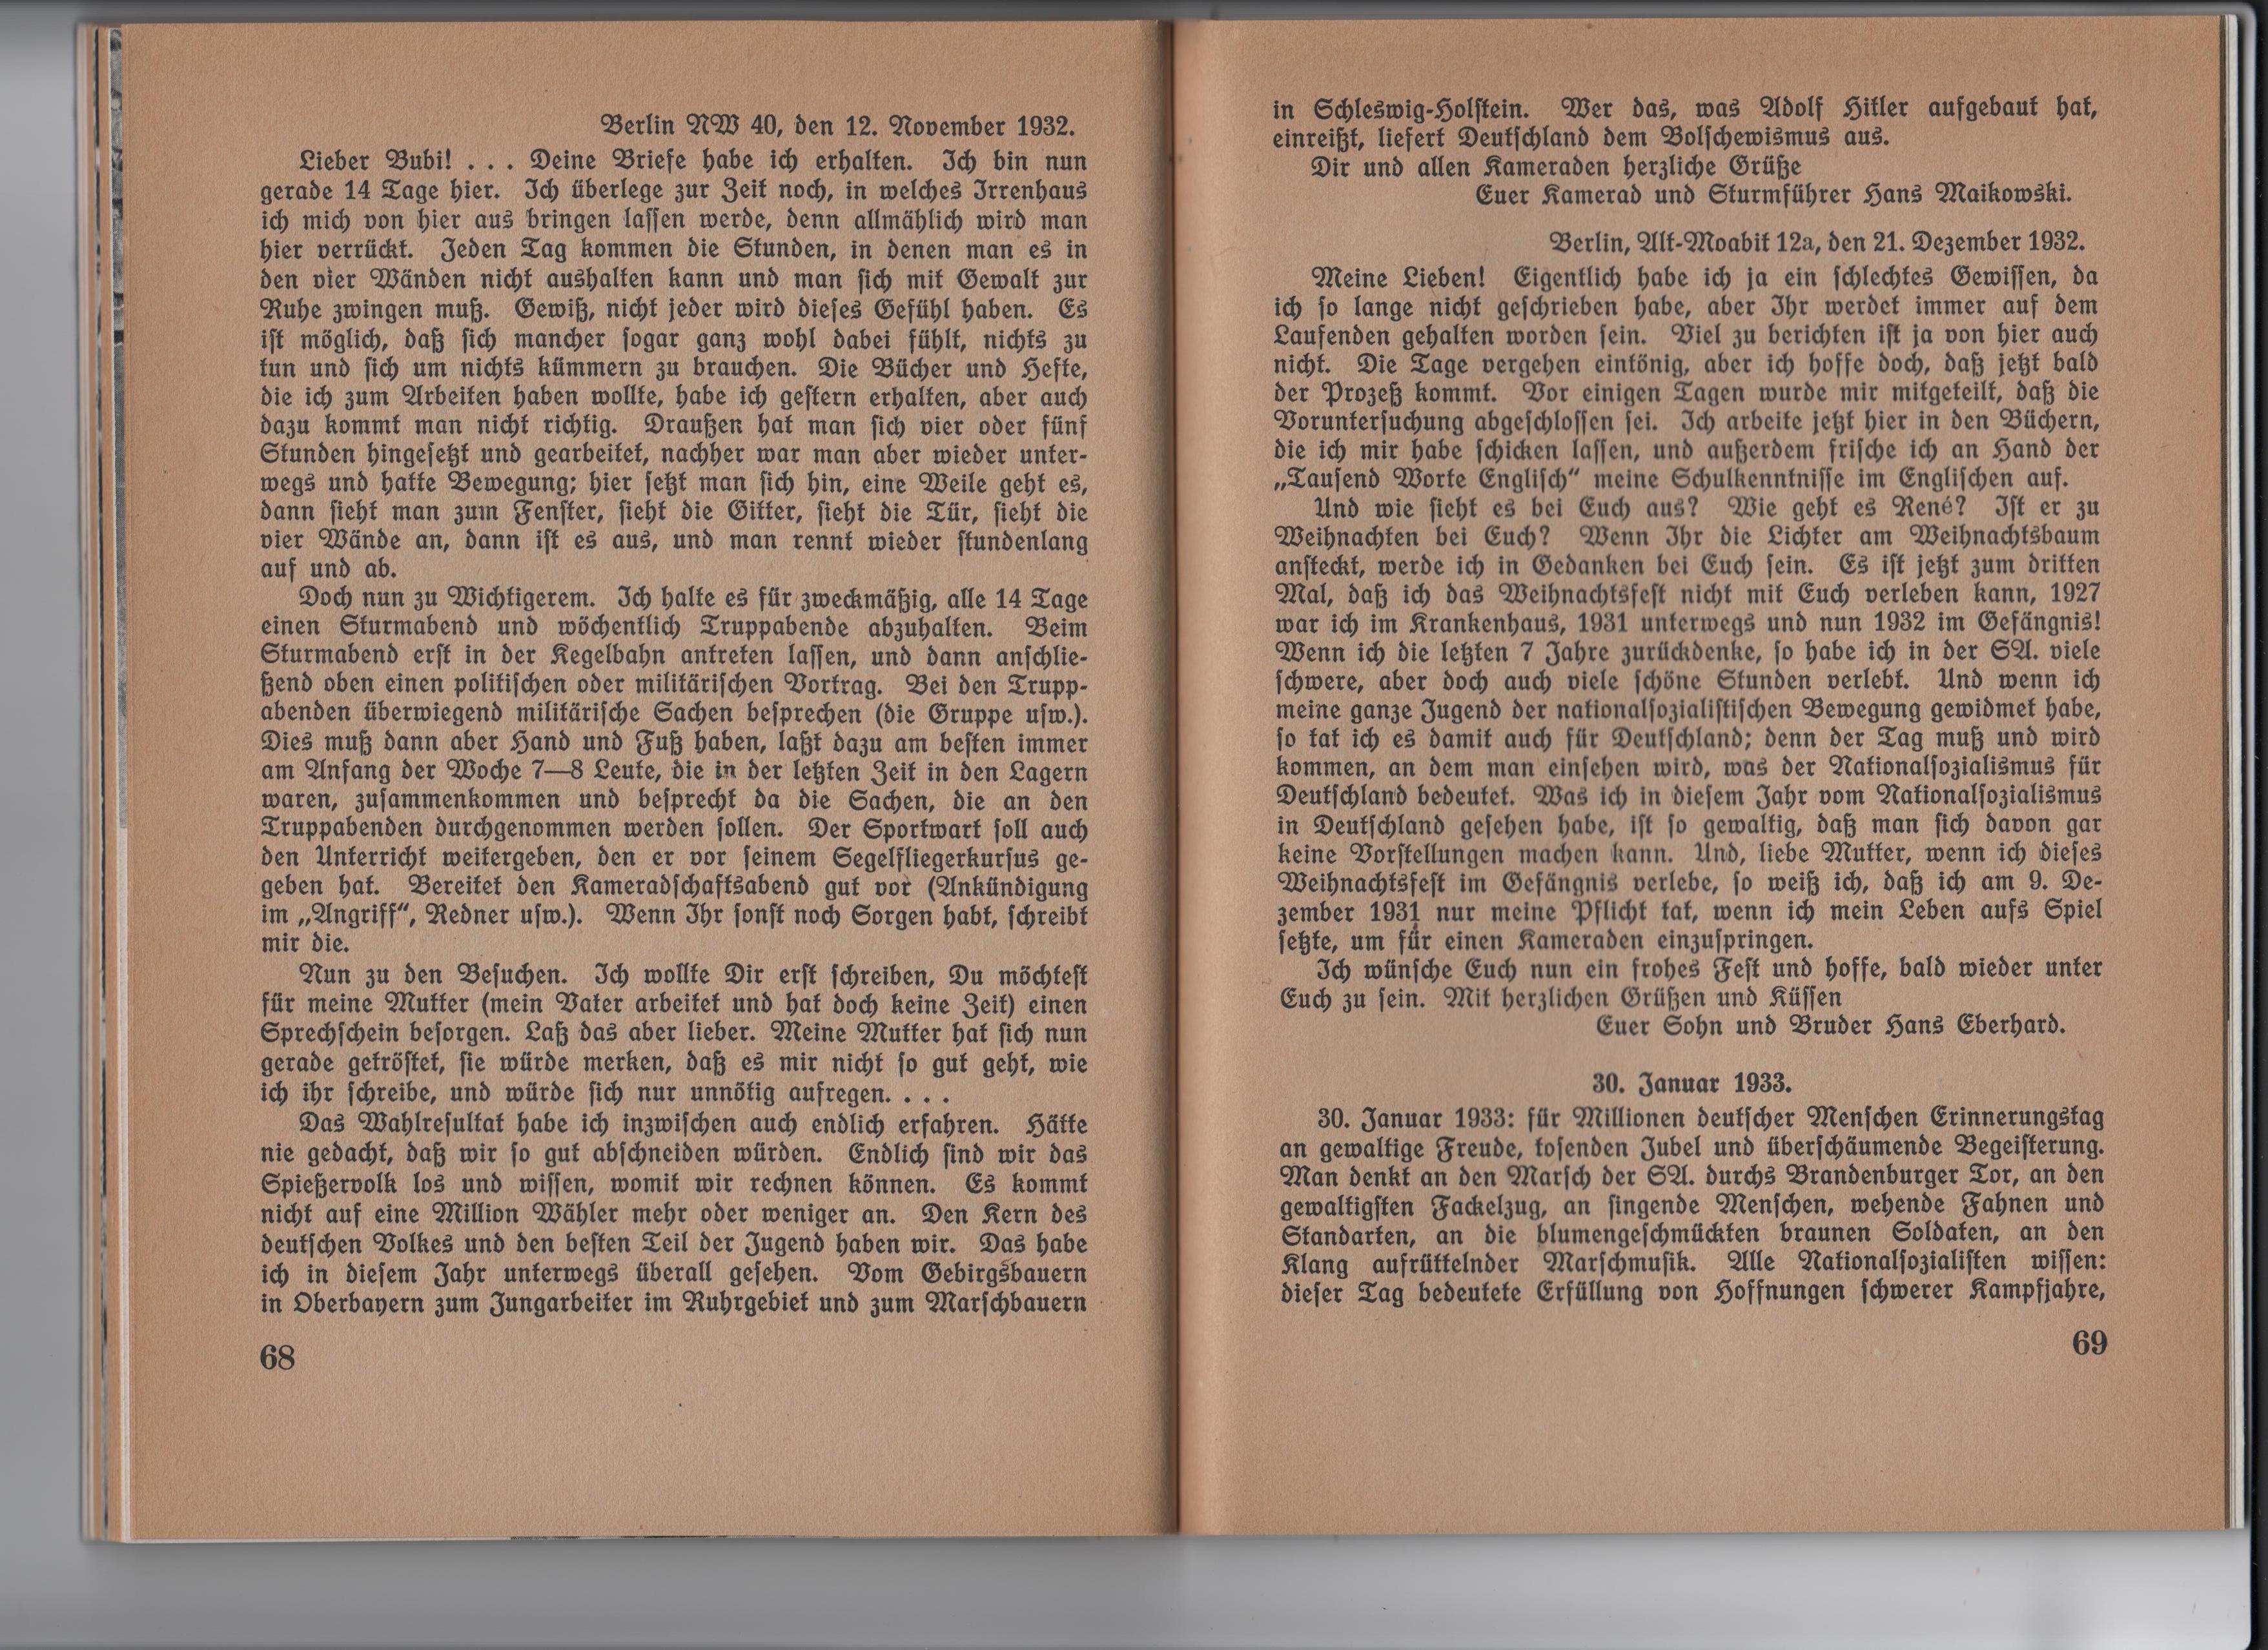 Berlin NW 40, den 12. November 1932.
Lieber Bubi! . . . Deine Briefe habe ich erhalten. Ich bin nun
gerade 14 Tage hier. Ich überlege zur Zeit noch, in welches Irrenhaus
ich mich von hier aus bringen lassen werde, denn allmählich wird man
hier verrückt. Jeden Tag kommen die Stunden, in denen man es in
den vier Wänden nicht aushalten kann und man sich mit Gewalt zur
Ruhe zwingen muß. Gewiß, nicht jeder wird dieses Gefühl haben. Es
ist möglich, daß sich mancher sogar ganz wohl dabei fühlt, nichts zu
tun und sich um nichts kümmern zu brauchen. Die Bücher und Hefte,
die ich zum Arbeiten haben wollte, habe ich gestern erhalten, aber auch
dazu kommt man nicht richtig. Draußen hat man sich vier oder fünf
Stunden hingesetzt und gearbeitet, nachher war man aber wieder unter-
wegs und hatte Bewegung; hier setzt man sich hin, eine Weile geht es,
dann sieht man zum Fenster, sieht die Gitter, sieht die Tür, sieht die
vier Wände an, dann ist es aus, und man rennt wieder stundenlang
auf und ab.
Doch nun zu Wichtigerem. Ich halte es für zweckmäßig, alle 14 Tage
einen Sturmabend und wöchentlich Truppabende abzuhalten. Beim
Sturmabend erst in der Kegelbahn antreten lassen, und dann anschlie-
ßend oben einen politischen oder militärischen Vortrag. Bei den Trupp-
abenden überwiegend militärische Sachen besprechen (die Gruppe usw.).
Dies muß dann aber Hand und Fuß haben, laßt dazu am besten immer
am Anfang der Woche 7—8 Leute, die in der letzten Zeit in den Lagern
waren, zusammenkommen und besprecht da die Sachen, die an den
Truppabenden durchgenommen werden sollen. Der Sportwart soll auch
den Unterricht weitergeben, den er vor seinem Segelfliegerkursus ge-
geben hat. Bereitet den Kameradschaftsabend gut vor (Ankündigung
im „Angriff“, Redner usw.). Wenn Ihr sonst noch Sorgen habt, schreibt
mir die.
Nun zu den Besuchen. Ich wollte Dir erst schreiben, Du möchtest
für meine Mutter (mein Vater arbeitet und hat doch keine Zeit) einen
Sprechschein besorgen. Laß das aber lieber. Meine Mutter hat sich nun
gerade getröstet, sie würde merken, daß es mir nicht so gut geht, wie
ich ihr schreibe, und würde sich nur unnötig aufregen. . . .
Das Wahlresultat habe ich inzwischen auch endlich erfahren. Hätte
nie gedacht, daß wir so gut abschneiden würden. Endlich sind wir das
Spießervolk los und wissen, womit wir rechnen können. Es kommt
nicht auf eine Million Wähler mehr oder weniger an. Den Kern des
deutschen Volkes und den besten Teil der Jugend haben wir. Das habe
ich in diesem Jahr unterwegs überall gesehen. Vom Gebirgsbauern
in Oberbayern zum Jungarbeiter im Ruhrgebiet und zum Marschbauern
68
in Schleswig-Holstein. Wer das, was Adolf Hitler aufgebaut hat,
einreißt, liefert Deutschland dem Bolschewismus aus.
Dir und allen Kameraden herzliche Grüße
Euer Kamerad und Sturmführer Hans Maikowski.
Berlin, Alt-Moabit 12a, den 21. Dezember 1932.
Meine Lieben! Eigentlich habe ich ja ein schlechtes Gewissen, da
ich so lange nicht geschrieben habe, aber Ihr werdet immer auf dem
Laufenden gehalten worden sein. Viel zu berichten ist ja von hier auch
nicht. Die Tage vergehen eintönig, aber ich hoffe doch, daß jetzt bald
der Prozeß kommt. Vor einigen Tagen wurde mir mitgeteilt, daß die
Voruntersuchung abgeschlossen sei. Ich arbeite jetzt hier in den Büchern,
die ich mir habe schicken lassen, und außerdem frische ich an Hand der
„Tausend Worte Englisch“ meine Schulkenntnisse im Englischen auf.
Und wie sieht es bei Euch aus? Wie geht es René? Ist er zu
Weihnachten bei Euch? Wenn Ihr die Lichter am Weihnachtsbaum
ansteckt, werde ich in Gedanken bei Euch sein. Es ist jetzt zum dritten
Mal, daß ich das Weihnachtsfest nicht mit Euch verleben kann, 1927
war ich im Krankenhaus, 1931 unterwegs und nun 1932 im Gefängnis!
Wenn ich die letzten 7 Jahre zurückdenke, so habe ich in der SA. viele
schwere, aber doch auch viele schöne Stunden verlebt. Und wenn ich
meine ganze Jugend der nationalsozialistischen Bewegung gewidmet habe,
so tat ich es damit auch für Deutschland; denn der Tag muß und wird
kommen, an dem man einsehen wird, was der Nationalsozialismus für
Deutschland bedeutet. Was ich in diesem Jahr vom Nationalsozialismus
in Deutschland gesehen habe, ist so gewaltig, daß man sich davon gar
keine Vorstellungen machen kann. Und, liebe Mutter, wenn ich dieses
Weihnachtsfest im Gefängnis verlebe, so weiß ich, daß ich am 9. De-
zember 1931 nur meine Pflicht tat, wenn ich mein Leben aufs Spiel
setzte, um für einen Kameraden einzuspringen.
Ich wünsche Euch nun ein frohes Fest und hoffe, bald wieder unter
Euch zu sein. Mit herzlichen Grüßen und Küssen
Euer Sohn und Bruder Hans Eberhard.
30. Januar 1933.
30. Januar 1933: für Millionen deutscher Menschen Erinnerungstag
an gewaltige Freude, tosenden Jubel und überschäumende Begeisterung.
Man denkt an den Marsch der SA. durchs Brandenburger Tor, an den
gewaltigsten Fackelzug, an singende Menschen, wehende Fahnen und
Standarten, an die blumengeschmückten braunen Soldaten, an den
Klang aufrüttelnder Marschmusik. Alle Nationalsozialisten wissen:
dieser Tag bedeutete Erfüllung von Hoffnungen schwerer Kampfjahre,
69